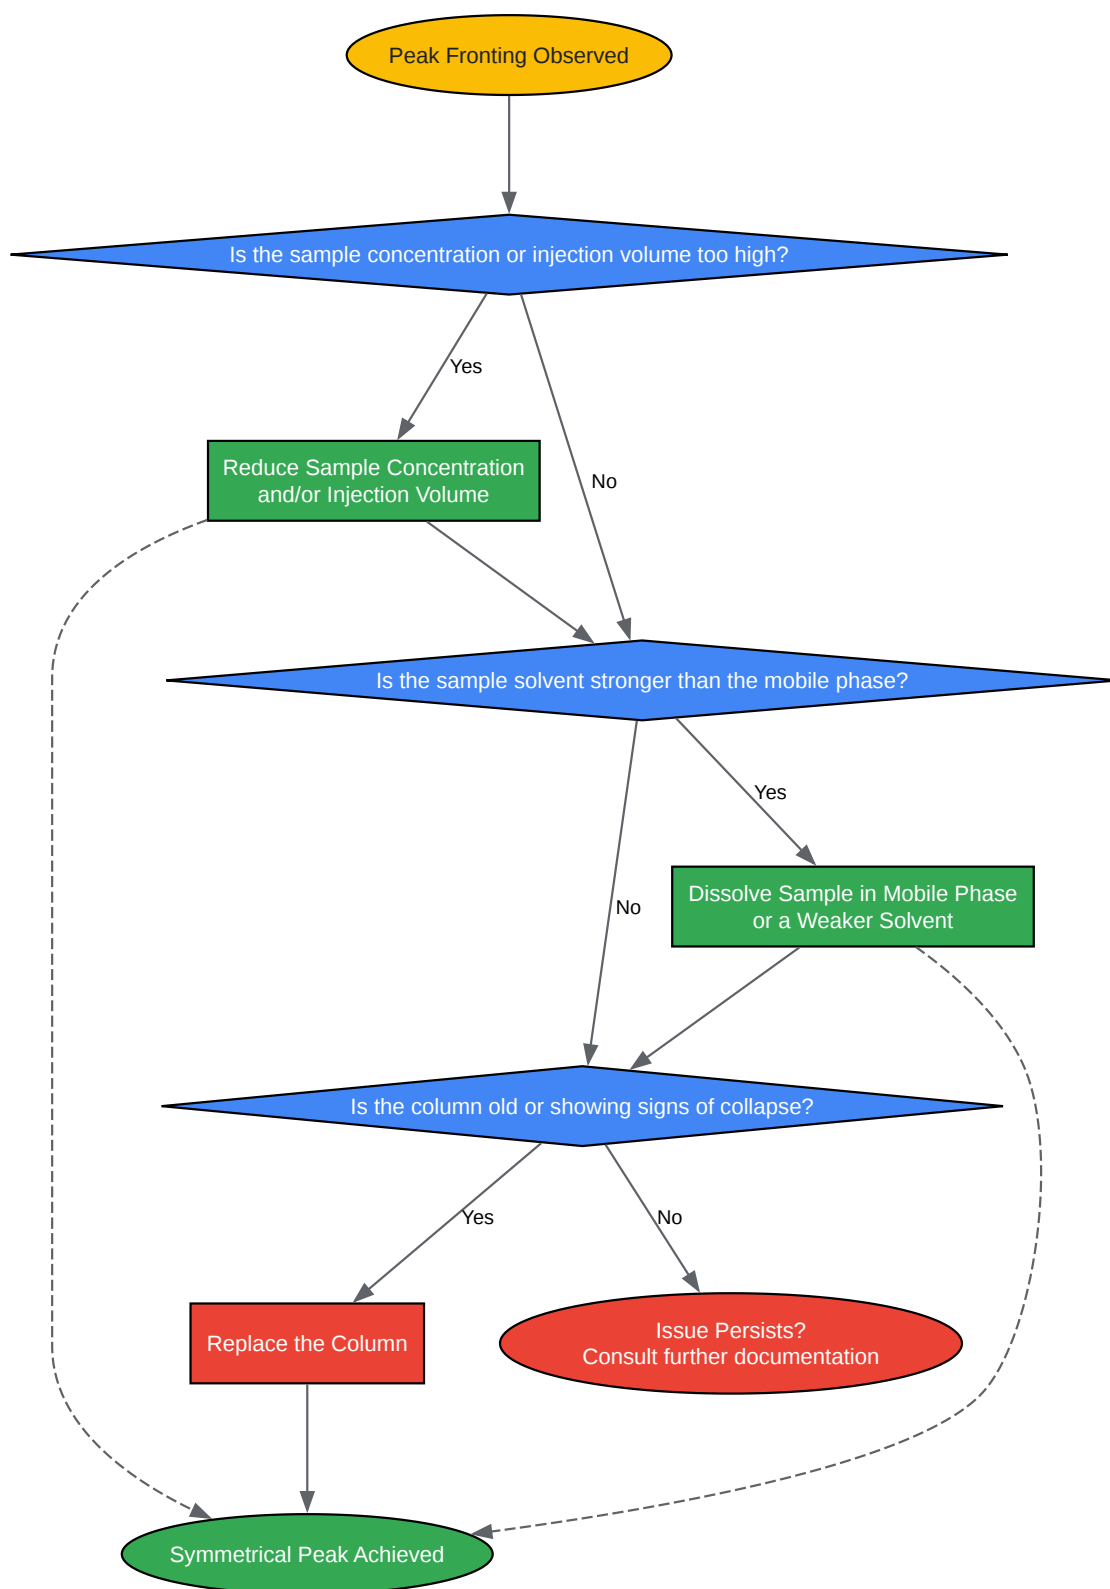 Peak Fronting Observed
Is the sample concentration or injection volume too high?
Yes
Reduce Sample Concentration
and/or Injection Volume
No
Is the sample solvent stronger than the mobile phase?
Yes
Dissolve Sample in Mobile Phase
or a Weaker Solvent
No
Is the column old or showing signs of collapse?
Yes
No
Replace the Column
Issue Persists?
Consult further documentation
Symmetrical Peak Achieved